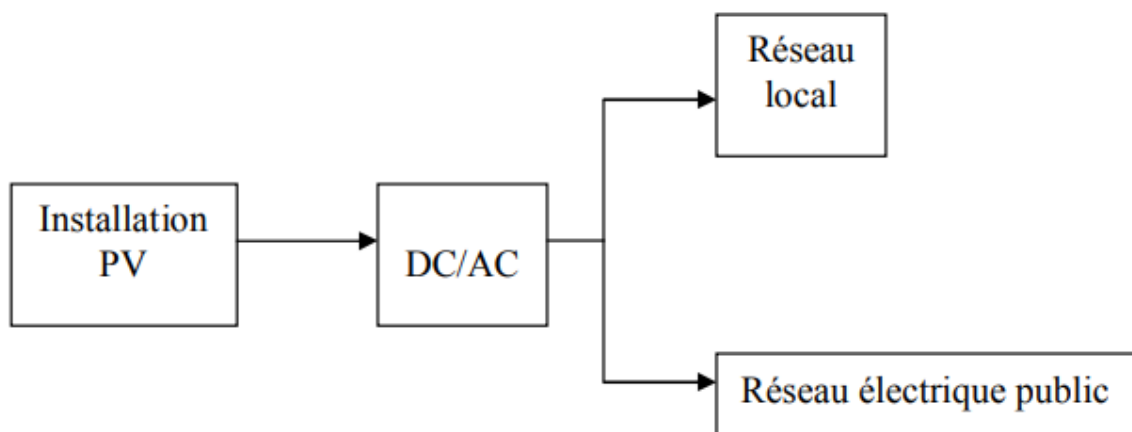 Réseau
local
Installation
PV
DC/AC
Réseau électrique public